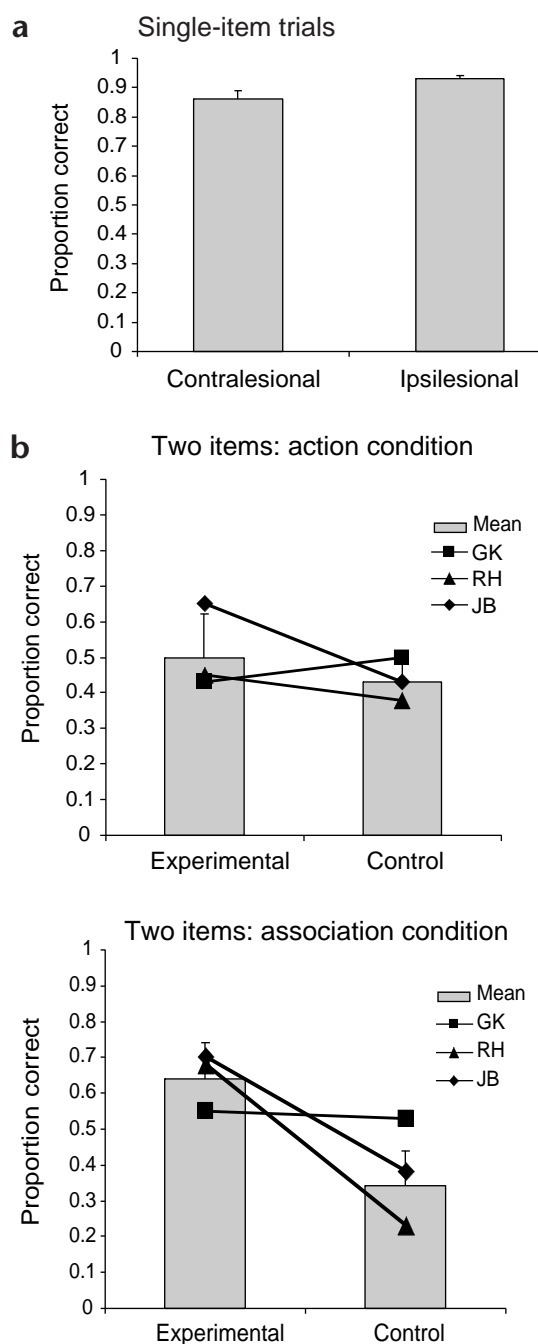 a Single-item trials
1
0.9
0.8
0.7
0.6
0.5
0.4
0.3
0.2
0.1
0
Proportion correct
Contralesional Ipsilesional
b Two items: action condition
1
0.9
0.8
0.7
0.6
0.5
0.4
0.3
0.2
0.1
0
Proportion correct
Mean
GK
RH
JB
Experimental Control
Two items: association condition
1
0.9
0.8
0.7
0.6
0.5
0.4
0.3
0.2
0.1
0
Proportion correct
Mean
GK
RH
JB
Experimental Control